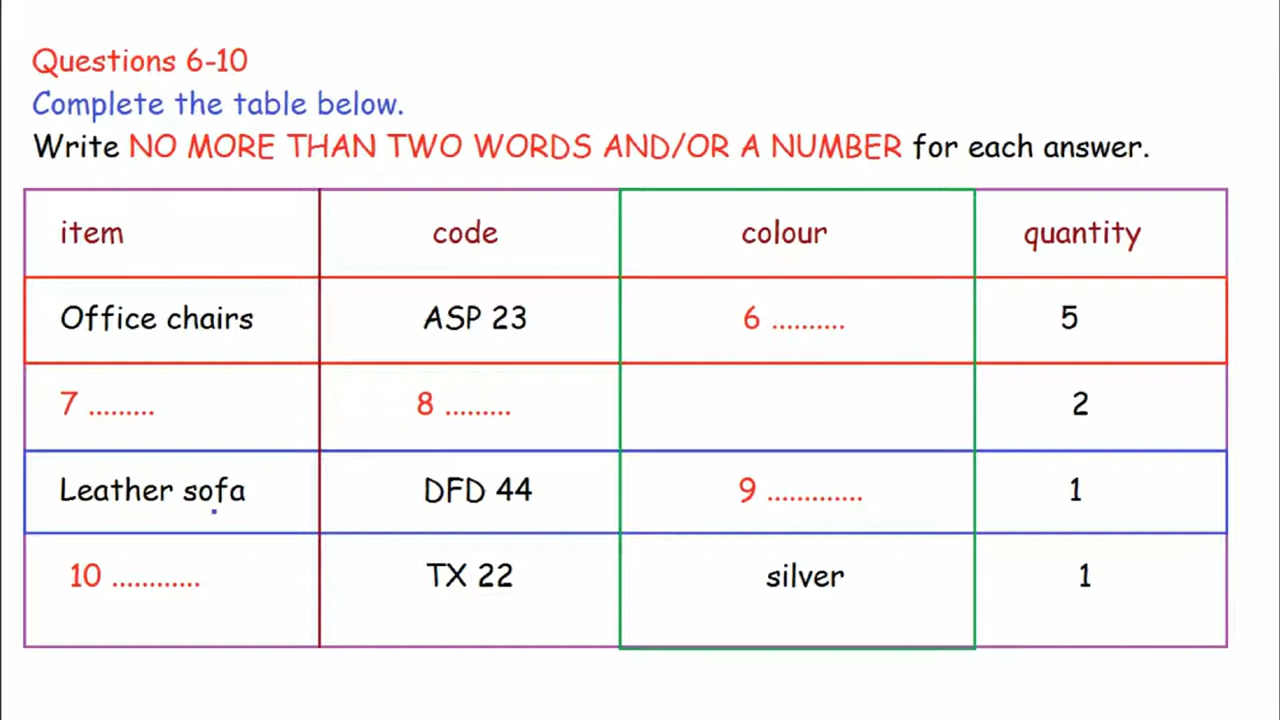 Questions 6-10
Complete the table below.
Write NO MORE THAN TWO WORDS AND/OR A NUMBER for each answer.
item code colour quantity
Office chairs ASP 23 6 .......... 5
7 ......... 8 ......... 2
Leather sofa DFD 44 9 ............. 1
10 ............ TX 22 silver 1